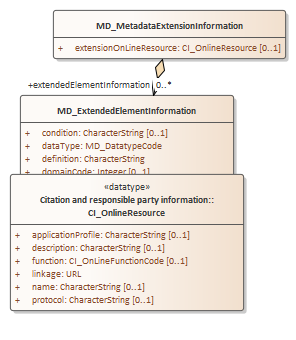 MD_MetadataExtensionInformation
+ extensionOnLineResource: CI_OnlineResource [0..1]
+extendedElementInformation 0..*
MD_ExtendedElementInformation
+ condition: CharacterString [0..1]
+ dataType: MD_DatatypeCode
+ definition: CharacterString
+ domainCode: Integer [0..1]
«datatype»
Citation and responsible party information::
CI_OnlineResource
+ applicationProfile: CharacterString [0..1]
+ description: CharacterString [0..1]
+ function: CI_OnLineFunctionCode [0..1]
+ linkage: URL
+ name: CharacterString [0..1]
+ protocol: CharacterString [0..1]